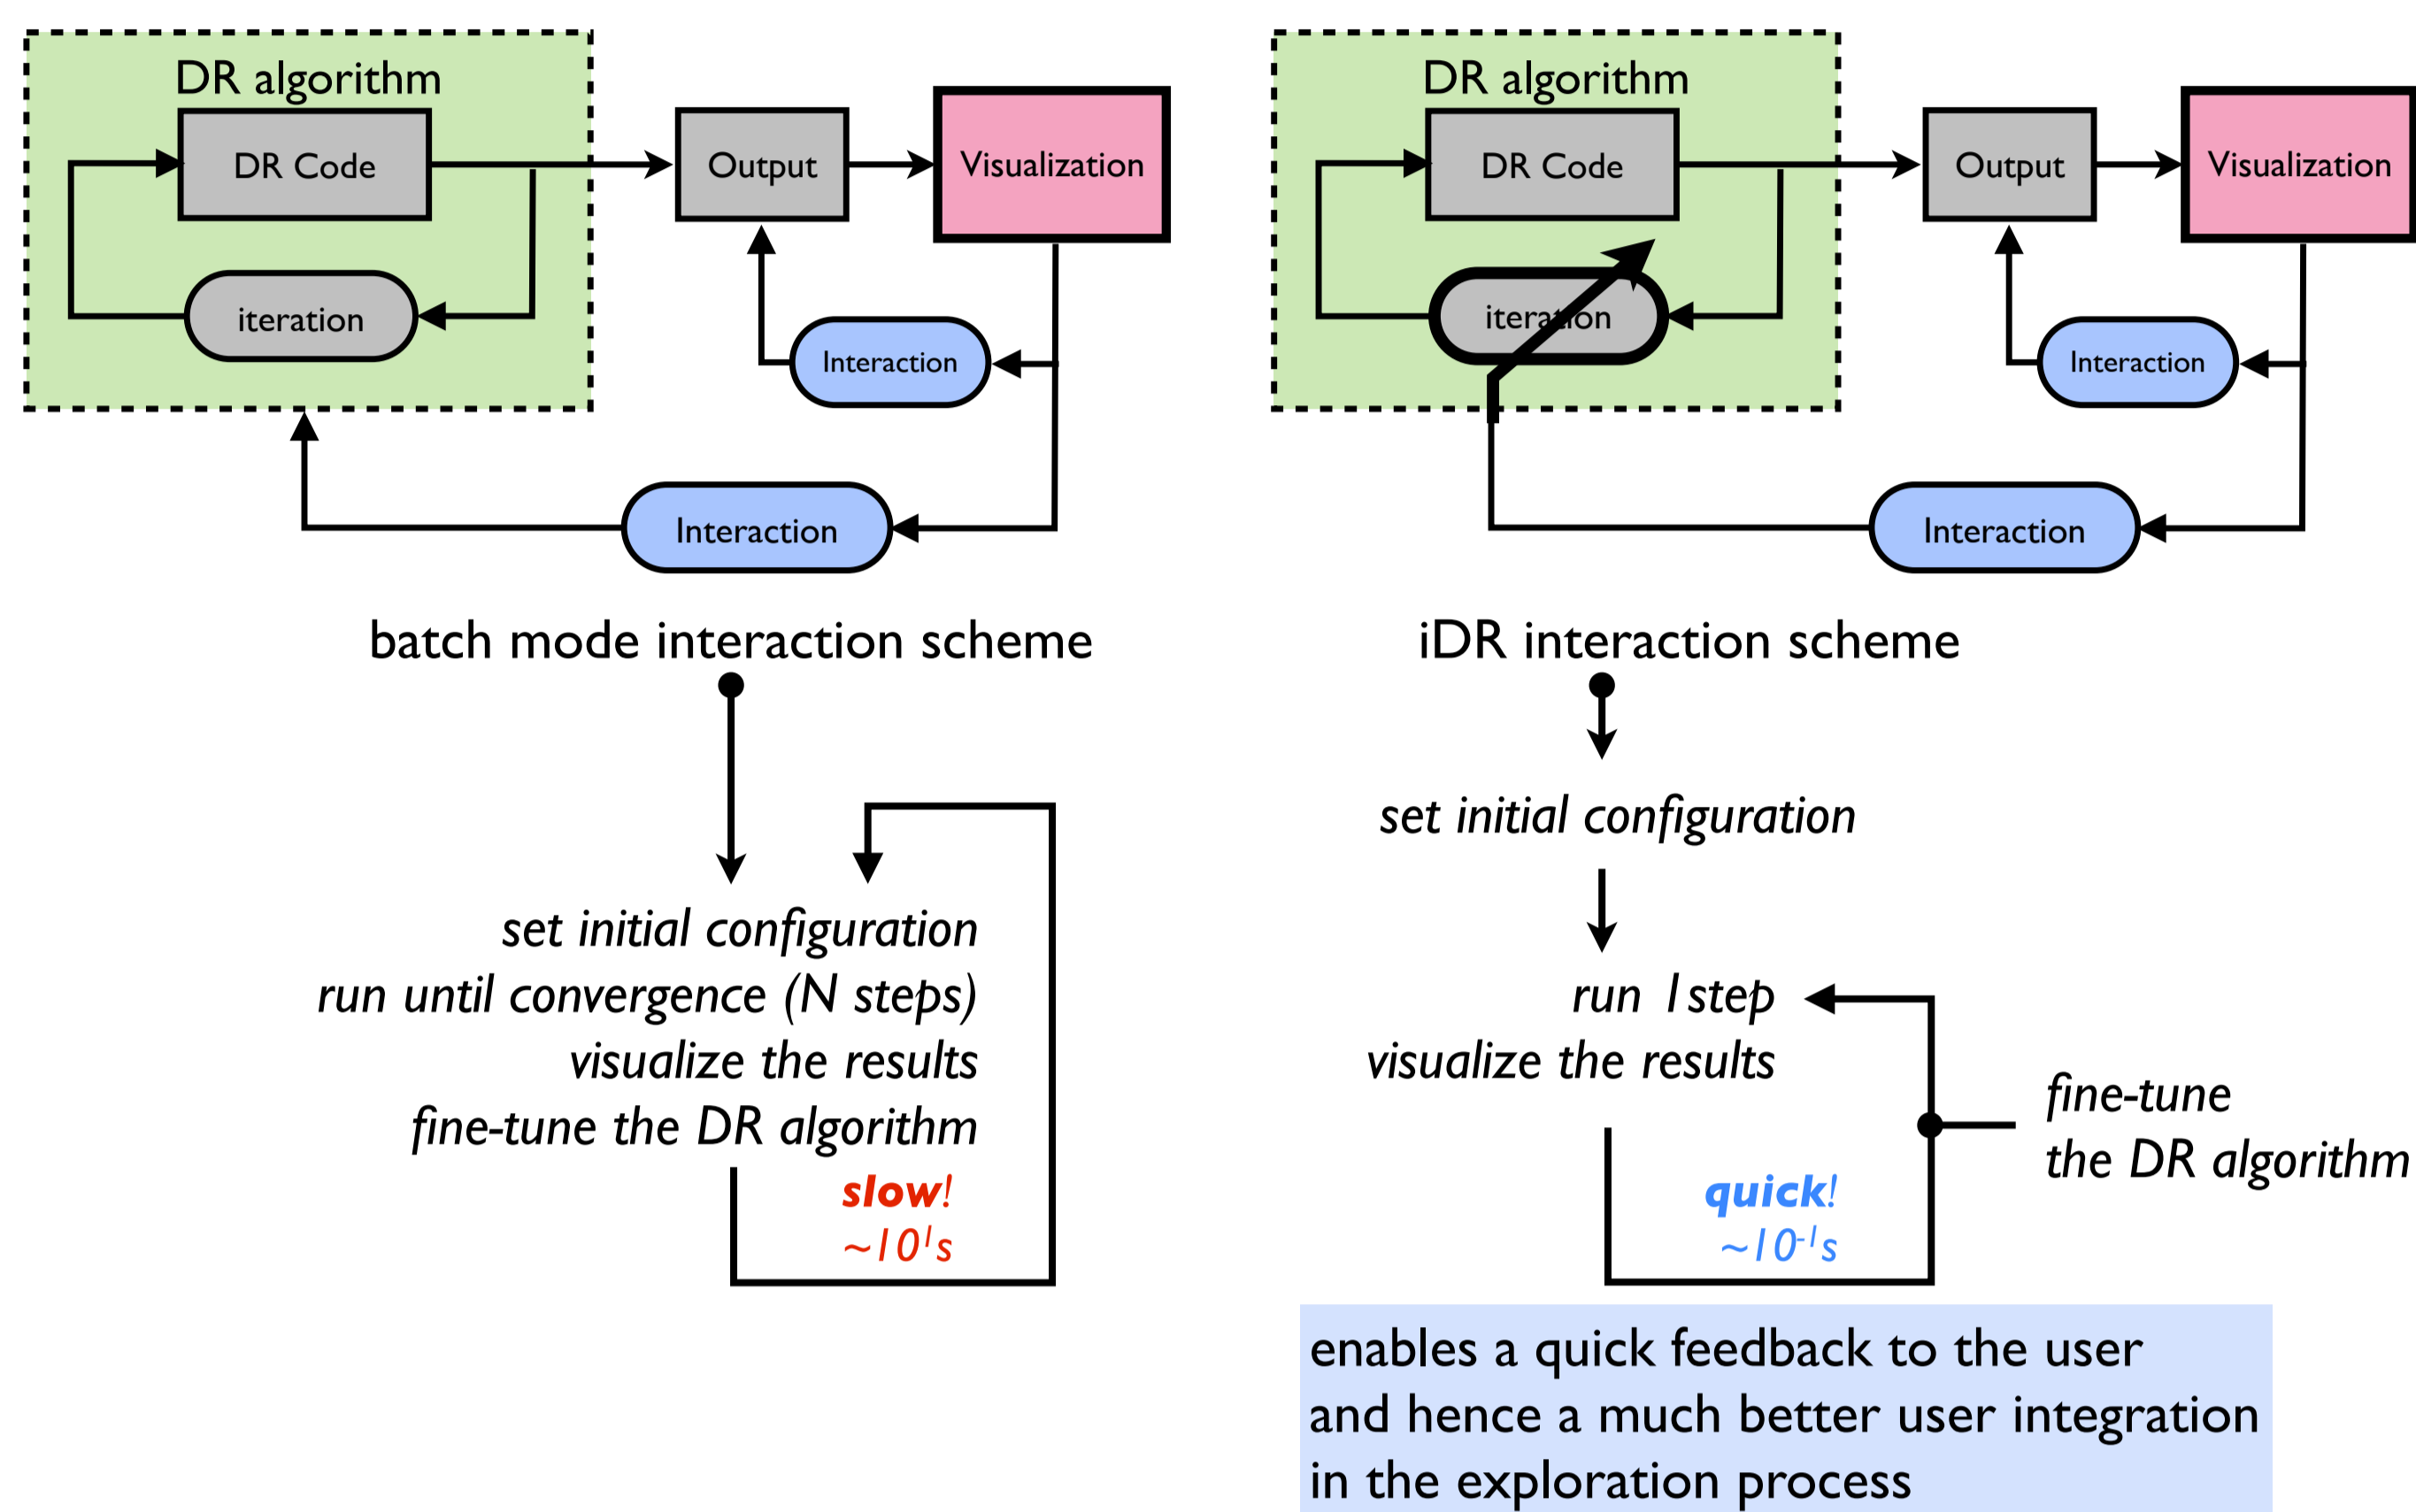 DR algorithm
DR Code
iteration
Output
Visualization
Interaction
Interaction
batch mode interaction scheme
set initial configuration
run until convergence (N steps)
visualize the results
fine-tune the DR algorithm
slow!
~10¹s
DR algorithm
DR Code
iteration
Output
Visualization
Interaction
Interaction
iDR interaction scheme
set initial configuration
run 1 step
visualize the results
fine-tune
the DR algorithm
quick!
~10⁻¹s
enables a quick feedback to the user
and hence a much better user integration
in the exploration process